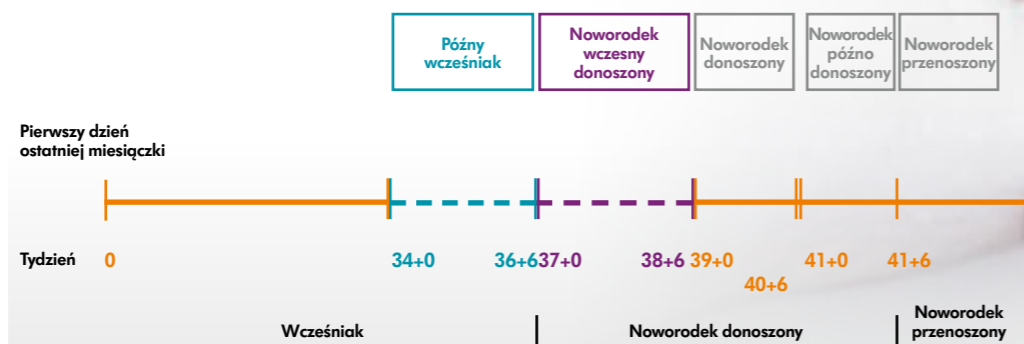 Późny
wcześniak
Noworodek
wczesny
donoszony
Noworodek
donoszony
Noworodek
późno
donoszony
Noworodek
przenoszony
Pierwszy dzień
ostatniej miesiączki
Tydzień 0 34+0 36+6 37+0 38+6 39+0 41+0 41+6
40+6
Wcześniak Noworodek donoszony
Noworodek
przenoszony